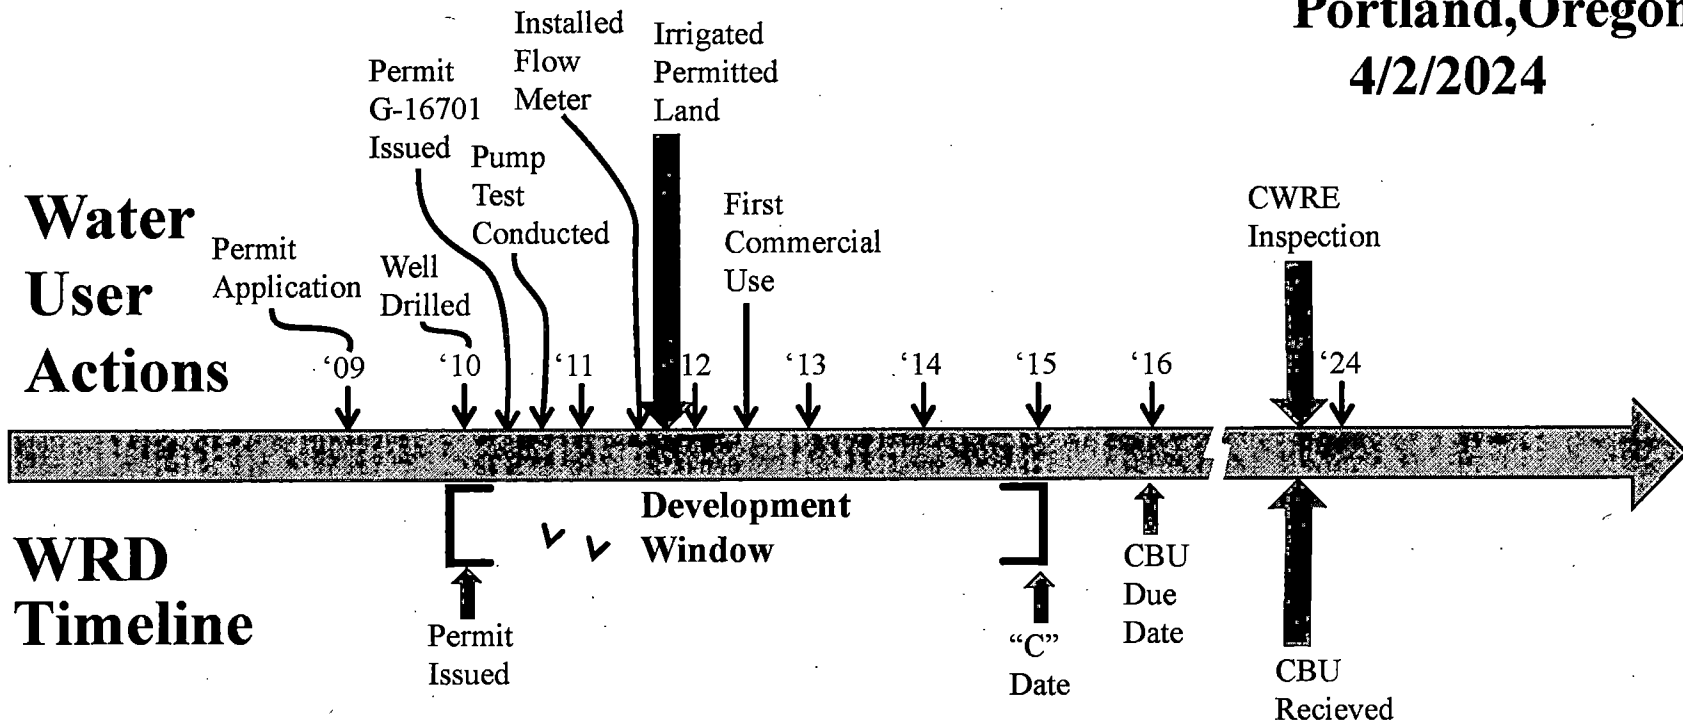 Portland,Oregon
4/2/2024
Installed
Flow
Meter
Irrigated
Permitted
Land
Permit
G-16701
Issued
Pump
Test
Conducted
First
Commercial
Use
CWRE
Inspection
Water
User
Actions
Permit
Application
Well
Drilled
‘09
‘10
‘11
12
‘13
‘14
‘15
‘16
‘24
WRD
Timeline
Development
Window
Permit
Issued
“C”
Date
CBU
Due
Date
CBU
Recieved